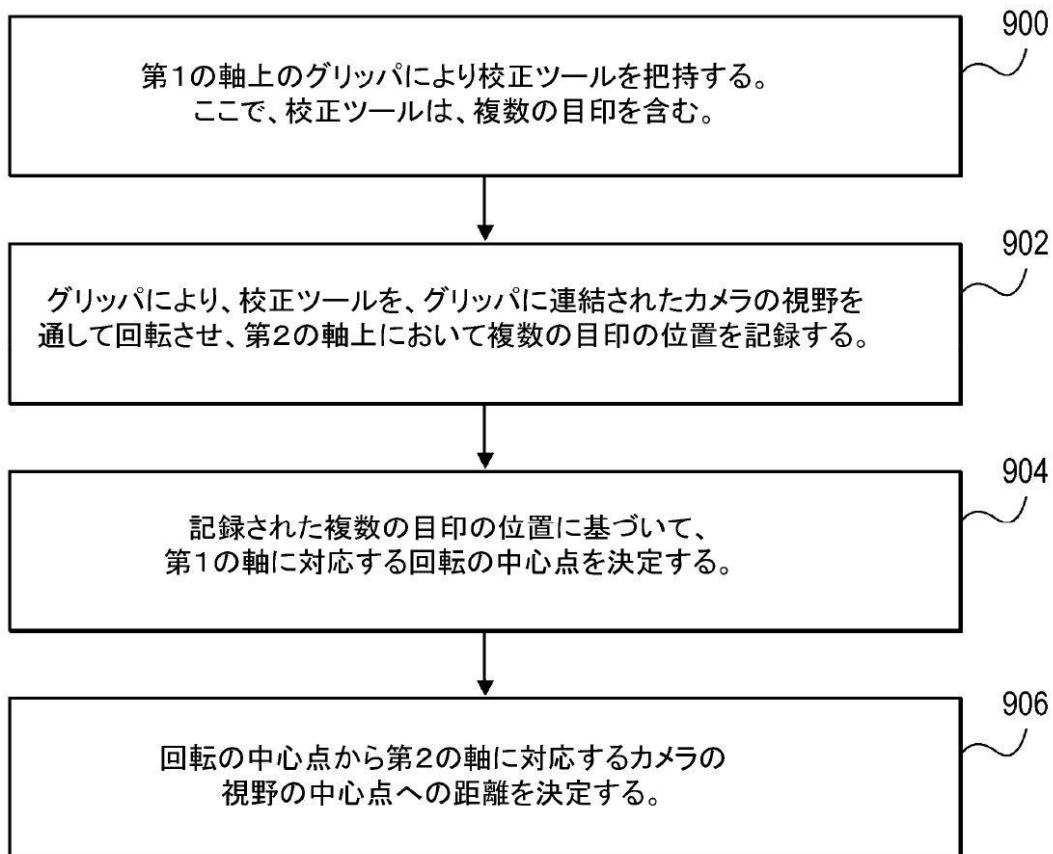 900
第1の軸上のグリッパにより校正ツールを把持する。
ここで、校正ツールは、複数の目印を含む。
902
グリッパにより、校正ツールを、グリッパに連結されたカメラの視野を
通して回転させ、第2の軸上において複数の目印の位置を記録する。
904
記録された複数の目印の位置に基づいて、
第1の軸に対応する回転の中心点を決定する。
906
回転の中心点から第2の軸に対応するカメラの
視野の中心点への距離を決定する。